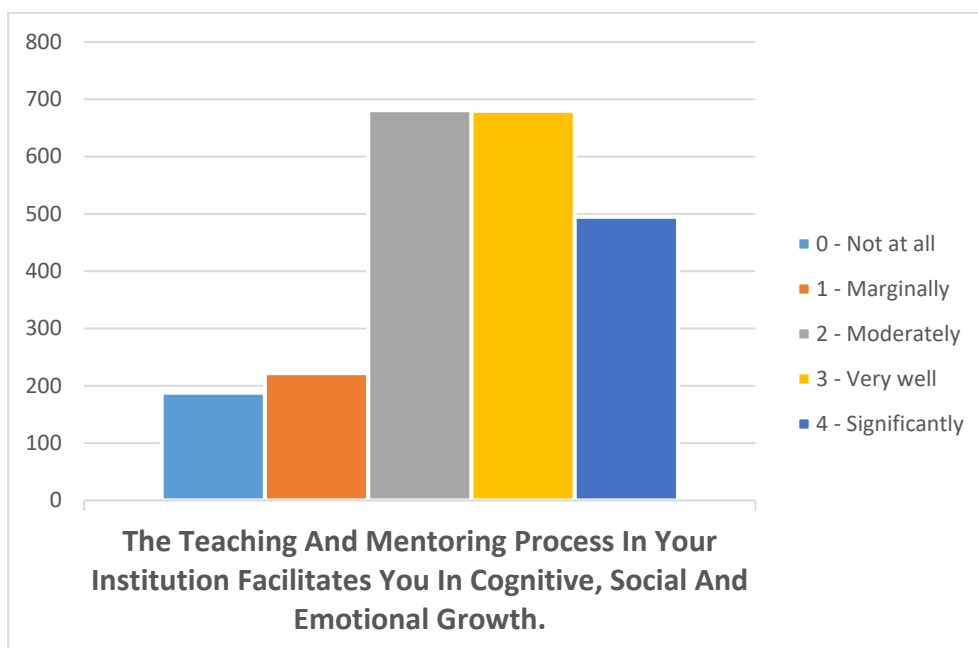 800
700
600
500
400
300
200
100
0
0 - Not at all
1 - Marginally
2 - Moderately
3 - Very well
4 - Significantly
The Teaching And Mentoring Process In Your
Institution Facilitates You In Cognitive, Social And
Emotional Growth.